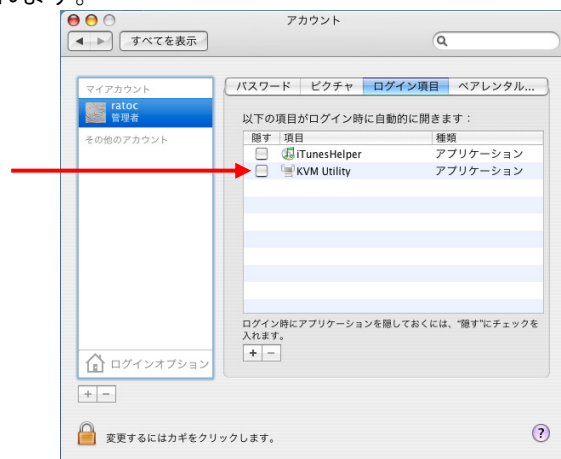 れます。
アカウント
すべてを表示
マイアカウント
ratoc
管理者
その他のアカウント
ログインオプション
パスワード ピクチャ ログイン項目 ペアレンタル...
以下の項目がログイン時に自動的に開きます：
隠す 項目 種類
iTunesHelper アプリケーション
KVM Utility アプリケーション
ログイン時にアプリケーションを隠しておくには、“隠す”にチェックを
入れます。
変更するにはカギをクリックします。